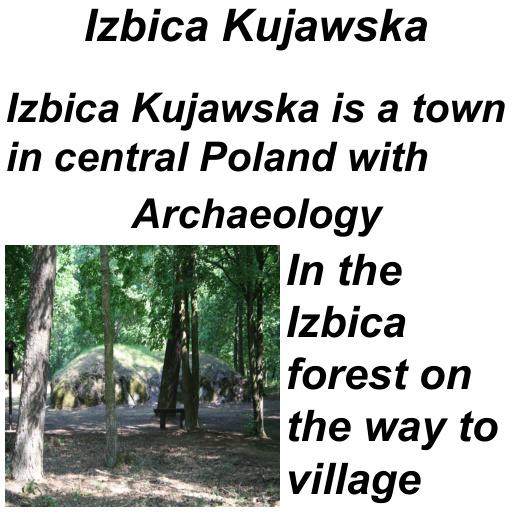 Izbica Kujawska
Izbica Kujawska is a town
in central Poland with
Archaeology
In the
Izbica
forest on
the way to
village